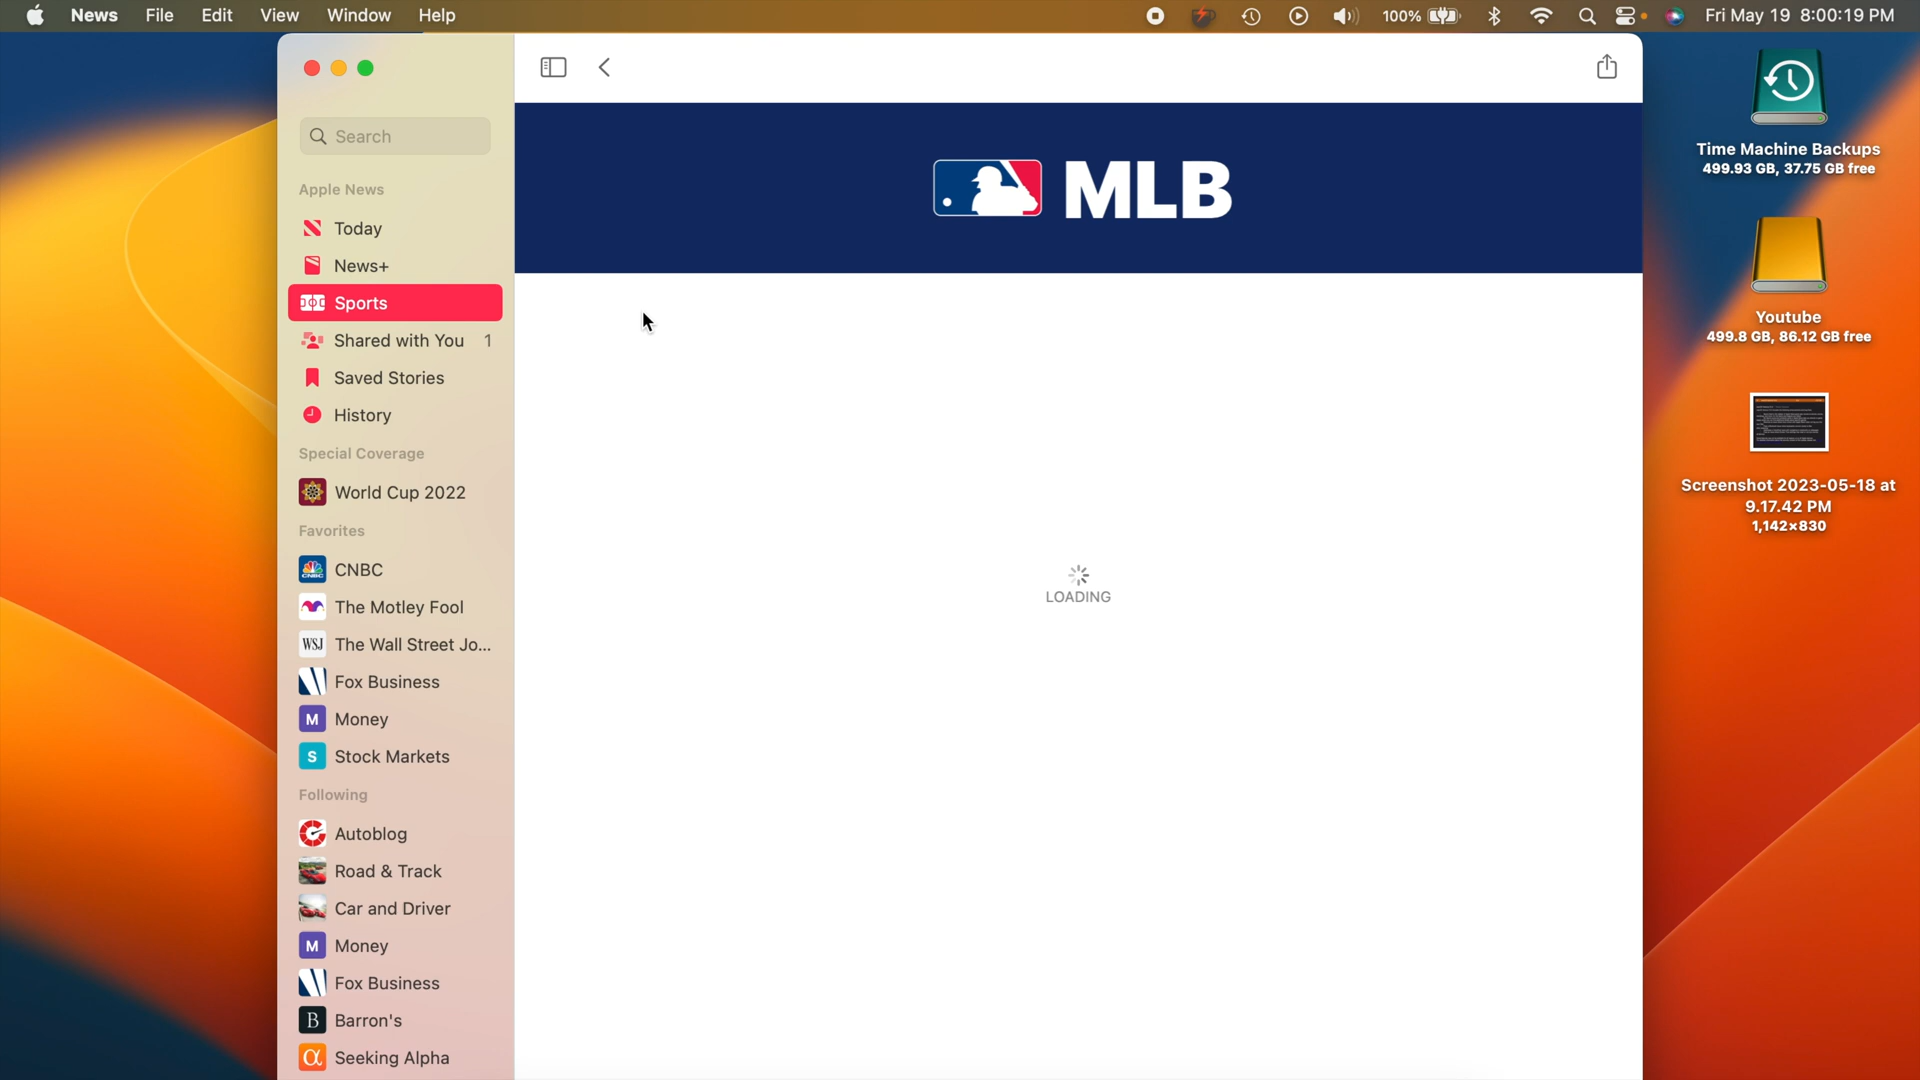 News File Edit View Window Help 100% Fri May 19 8:00:19 PM
Search
Apple News
Today
News+
Sports
Shared with You 1
Saved Stories
History
Special Coverage
World Cup 2022
Favorites
CNBC
The Motley Fool
WSJ The Wall Street Jo...
Fox Business
M Money
S Stock Markets
Following
Autoblog
Road & Track
Car and Driver
M Money
Fox Business
B Barron's
α Seeking Alpha
MLB
LOADING
Time Machine Backups
499.93 GB, 37.75 GB free
Youtube
499.8 GB, 86.12 GB free
Screenshot 2023-05-18 at
9.17.42 PM
1,142×830